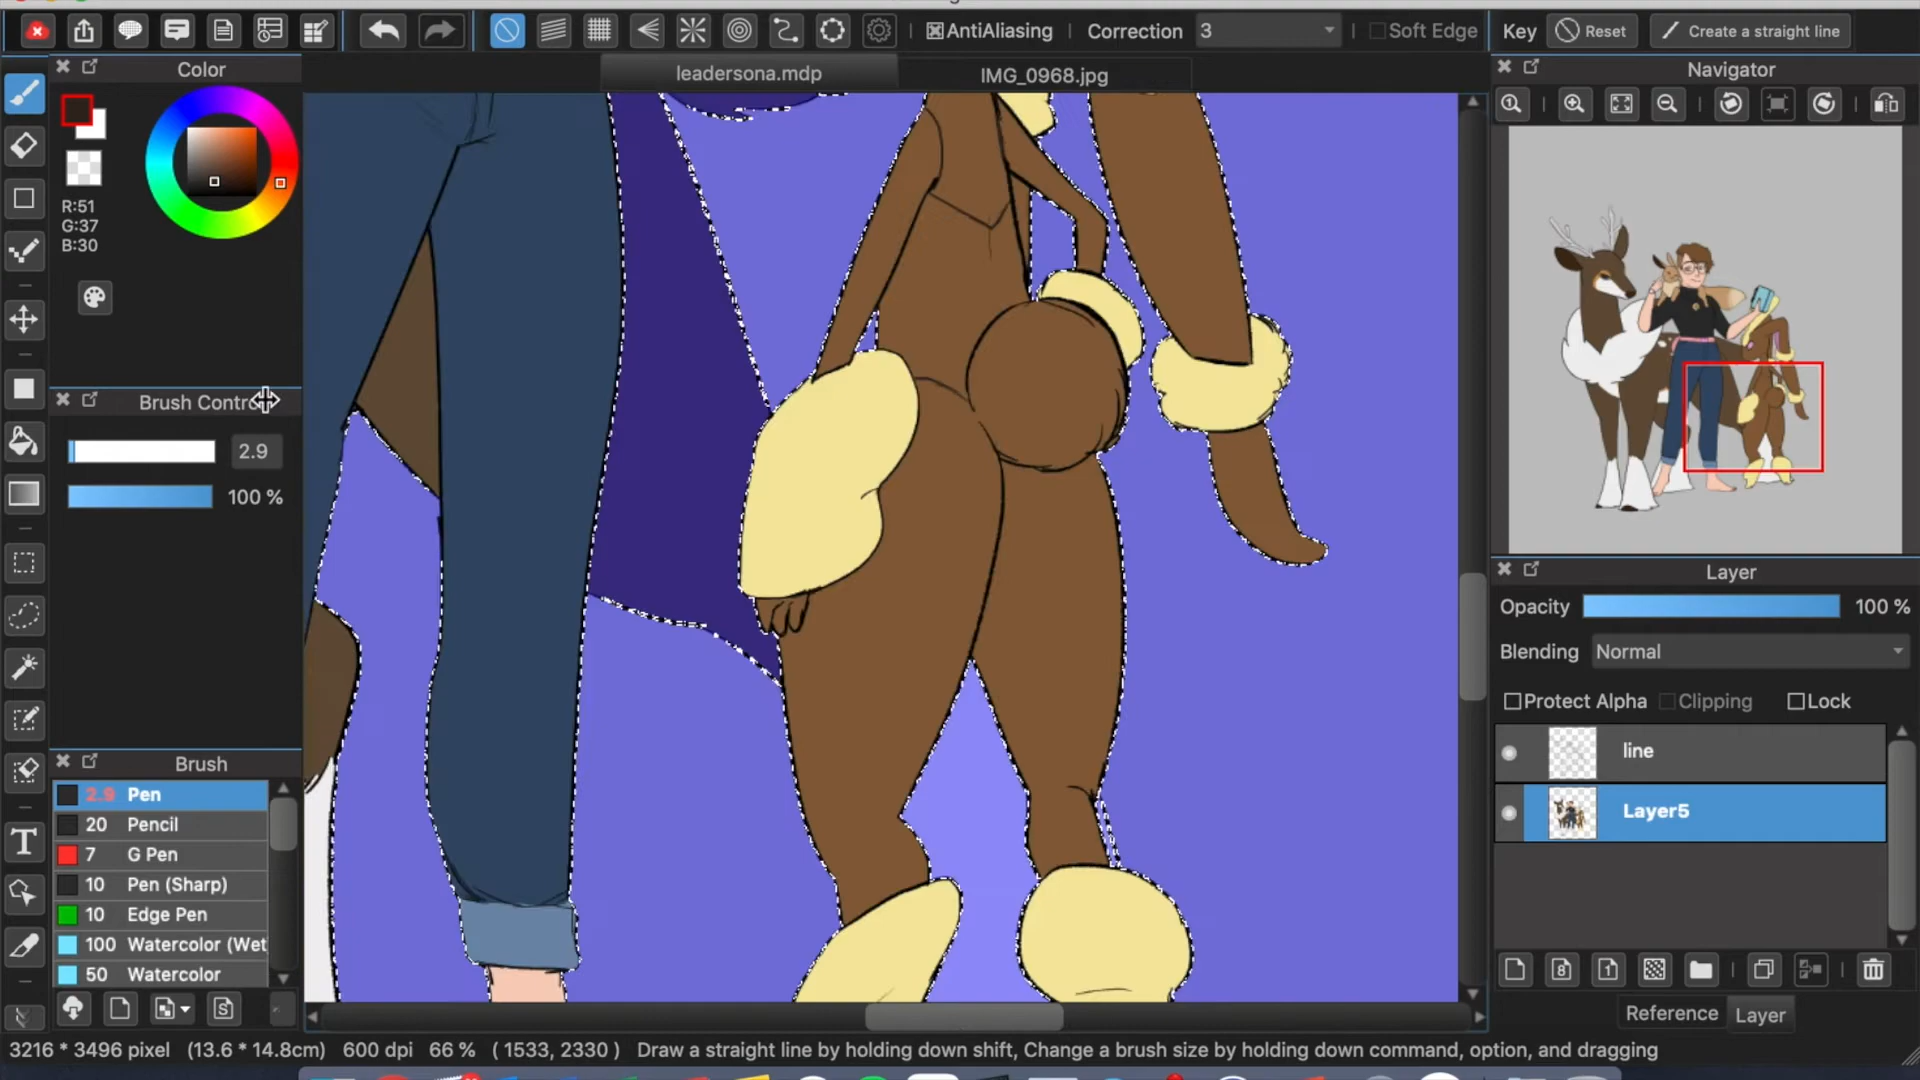 AntiAliasing
Correction
3
Soft Edge
Key
Reset
Create a straight line
Color
leadersona.mdp
IMG_0968.jpg
Navigator
R:51
G:37
B:30
Brush Contro
2.9
100 %
Layer
Opacity
100 %
Blending
Normal
Protect Alpha
Clipping
Lock
line
Layer5
Brush
2.9 Pen
20 Pencil
7 G Pen
10 Pen (Sharp)
10 Edge Pen
100 Watercolor (Wet
50 Watercolor
Reference
Layer
3216 * 3496 pixel (13.6 * 14.8cm) 600 dpi 66 % ( 1533, 2330 ) Draw a straight line by holding down shift, Change a brush size by holding down command, option, and dragging